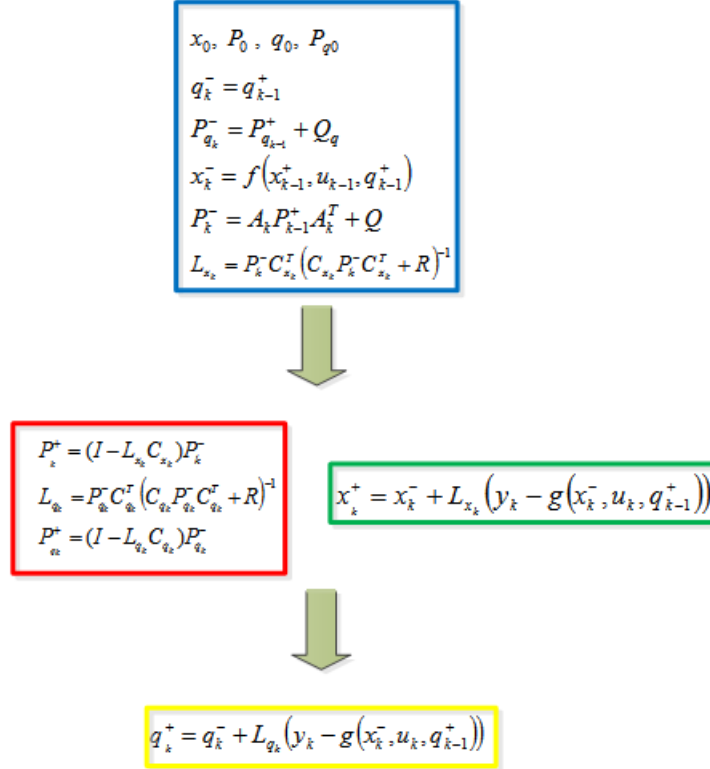 x_0, P_0, q_0, P_{q0}
q_k^- = q_{k-1}^+
P_{q_k}^- = P_{q_{k-1}}^+ + Q_q
x_k^- = f(x_{k-1}^+, u_{k-1}, q_{k-1}^+)
P_k^- = A_k P_{k-1}^+ A_k^T + Q
L_{x_k} = P_k^- C_{x_k}^T (C_{x_k} P_k^- C_{x_k}^T + R)^{-1}
P_k^+ = (I - L_{x_k} C_{x_k}) P_k^-
L_{q_k} = P_{q_k}^- C_{q_k}^T (C_{q_k} P_{q_k}^- C_{q_k}^T + R)^{-1}
P_{q_k}^+ = (I - L_{q_k} C_{q_k}) P_{q_k}^-
x_k^+ = x_k^- + L_{x_k} (y_k - g(x_k^-, u_k, q_{k-1}^+))
q_k^+ = q_k^- + L_{q_k} (y_k - g(x_k^-, u_k, q_{k-1}^+))